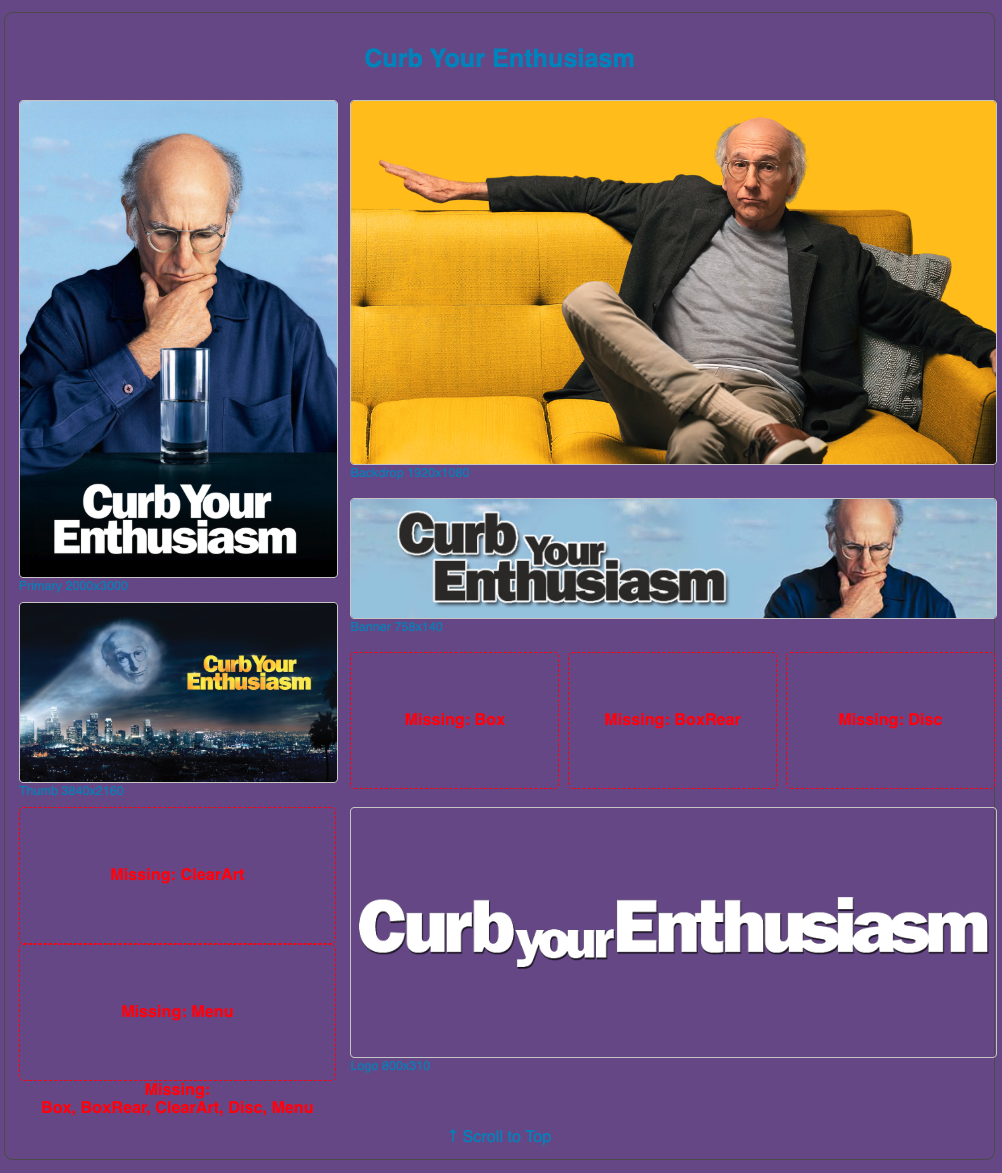 Curb Your Enthusiasm
Curb Your
Enthusiasm
Primary 2000x3000
Backdrop 1920x1080
Curb Your
Enthusiasm
Banner 758x140
Curb Your
Enthusiasm
Thumb 3840x2160
Missing: Box
Missing: BoxRear
Missing: Disc
Missing: ClearArt
Missing: Menu
Curb your Enthusiasm
Logo 800x310
Missing:
Box, BoxRear, ClearArt, Disc, Menu
↑ Scroll to Top